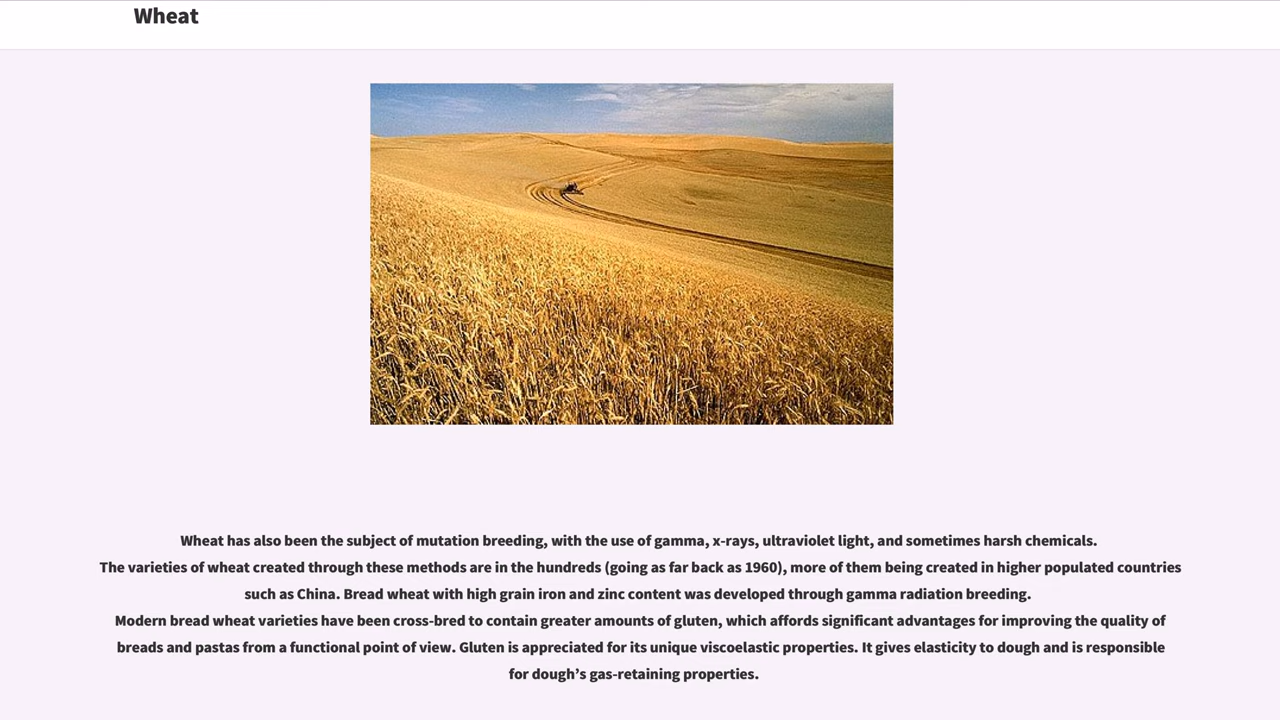 Wheat
Wheat has also been the subject of mutation breeding, with the use of gamma, x-rays, ultraviolet light, and sometimes harsh chemicals.
The varieties of wheat created through these methods are in the hundreds (going as far back as 1960), more of them being created in higher populated countries
such as China. Bread wheat with high grain iron and zinc content was developed through gamma radiation breeding.
Modern bread wheat varieties have been cross-bred to contain greater amounts of gluten, which affords significant advantages for improving the quality of
breads and pastas from a functional point of view. Gluten is appreciated for its unique viscoelastic properties. It gives elasticity to dough and is responsible
for dough’s gas-retaining properties.